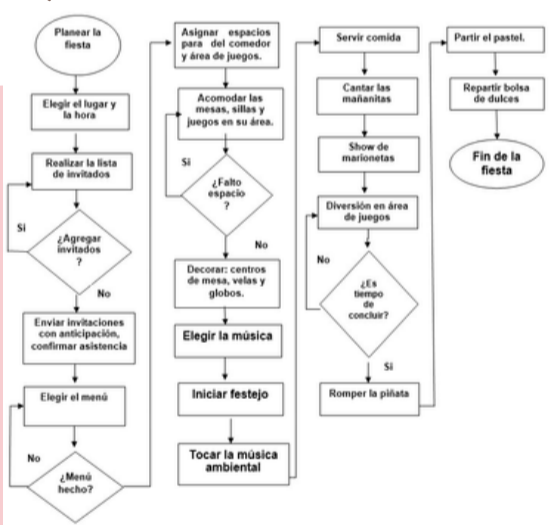 Planear la
fiesta
Elegir el lugar y
la hora
Realizar la lista
de invitados
Si
¿Agregar
invitados
?
No
Enviar invitaciones
con anticipación,
confirmar asistencia
Elegir el menú
No
¿Menú
hecho?
Asignar espacios
para del comedor
y área de juegos.
Acomodar las
mesas, sillas y
juegos en su área.
Si
¿Falto
espacio
?
No
Decorar: centros
de mesa, velas y
globos.
Elegir la música
Iniciar festejo
Tocar la música
ambiental
Servir comida
Cantar las
mañanitas
Show de
marionetas
Diversión en área
de juegos
No
¿Es
tiempo
de
concluir?
Si
Romper la piñata
Partir el pastel.
Repartir bolsa
de dulces
Fin de la
fiesta